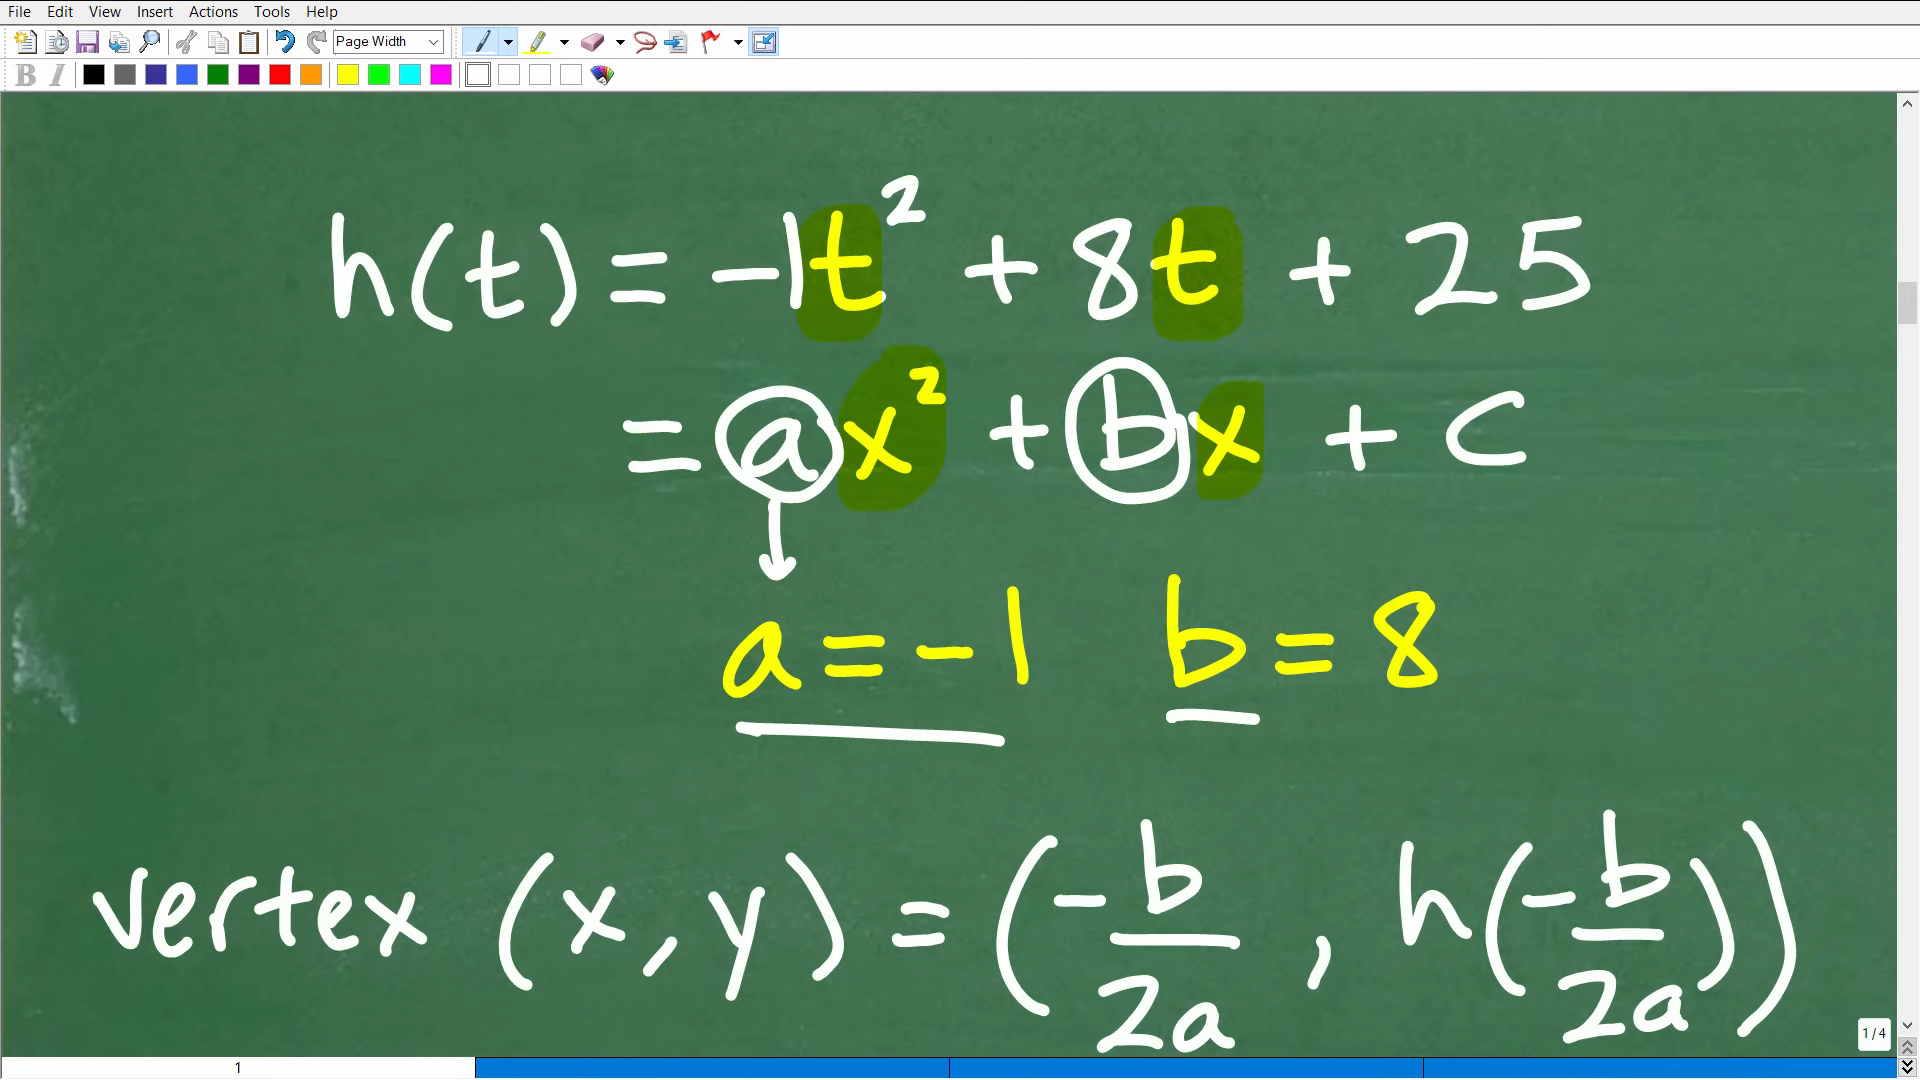 File Edit View Insert Actions Tools Help
Page Width
B I
h(t) = -1t² + 8t + 25
= ax² + bx + c
a = -1 b = 8
vertex (x, y) = (-b/2a, h(-b/2a))
1 / 4
1